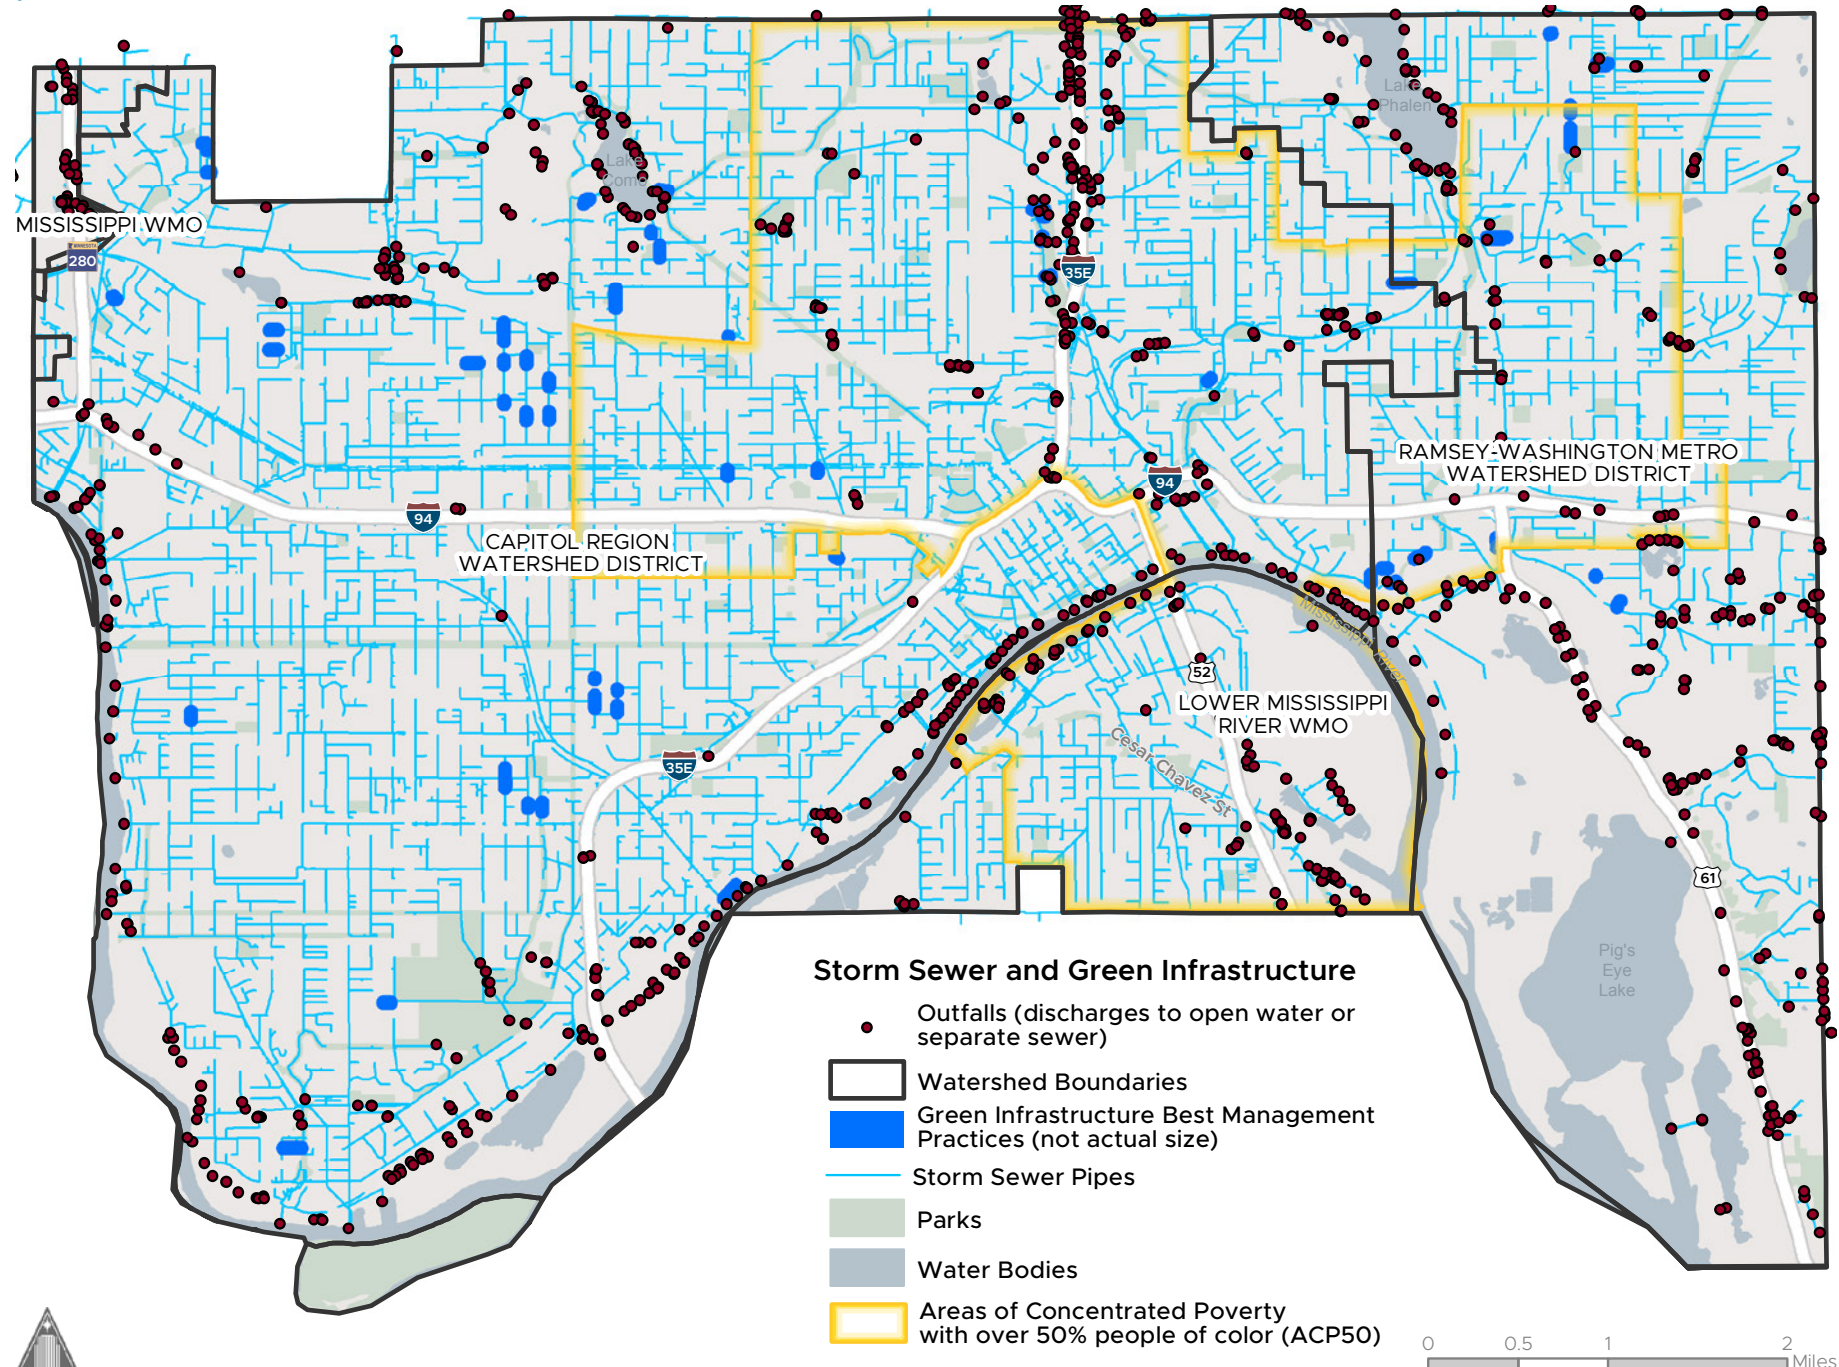 Lake
Phalen
Lake
Como
MISSISSIPPI WMO
MINNESOTA
280
35E
RAMSEY-WASHINGTON METRO
WATERSHED DISTRICT
94
94
CAPITOL REGION
WATERSHED DISTRICT
Mississippi River
52
LOWER MISSISSIPPI
RIVER WMO
Cesar Chavez St
35E
61
Pig's
Eye
Lake
Storm Sewer and Green Infrastructure
Outfalls (discharges to open water or
separate sewer)
Watershed Boundaries
Green Infrastructure Best Management
Practices (not actual size)
Storm Sewer Pipes
Parks
Water Bodies
Areas of Concentrated Poverty
with over 50% people of color (ACP50)
0 0.5 1 2
Miles